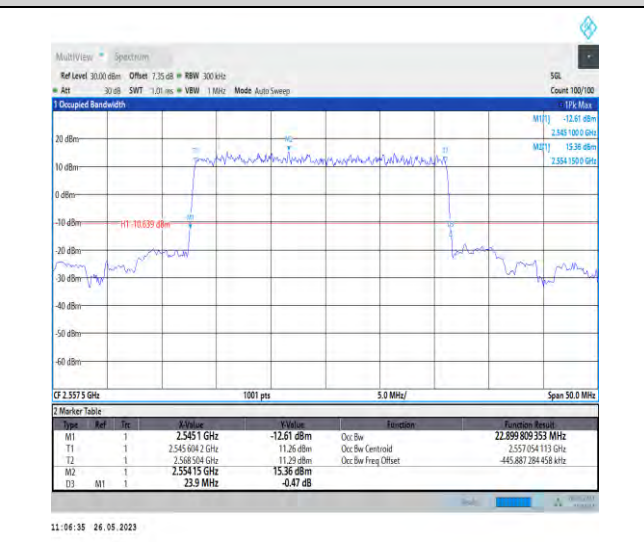 MultiView Spectrum
Ref Level 30.00 dBm Offset 7.35 dB RBW 300 kHz SGL
Att 30 dB SWT 1.01 ms VBW 1 MHz Mode Auto Sweep Count 100/100
1 Occupied Bandwidth 1Pk Max
M1[1] -12.61 dBm
2.545 100 0 GHz
M2[1] 15.36 dBm
2.554 150 0 GHz
20 dBm
M2
T1
T2
10 dBm
0 dBm
M1
-10 dBm
H1 -10.639 dBm
-20 dBm
-30 dBm
-40 dBm
-50 dBm
-60 dBm
CF 2.557 5 GHz 1001 pts 5.0 MHz/ Span 50.0 MHz
2 Marker Table
Type Ref Trc X-Value Y-Value Function Function Result
M1 1 2.545 1 GHz -12.61 dBm Occ Bw 22.899 809 353 MHz
T1 1 2.545 604 2 GHz 11.26 dBm Occ Bw Centroid 2.557 054 113 GHz
T2 1 2.568 504 GHz 11.29 dBm Occ Bw Freq Offset -445.887 284 458 kHz
M2 1 2.554 15 GHz 15.36 dBm
D3 M1 1 23.9 MHz -0.47 dB
11:06:35 26.05.2023